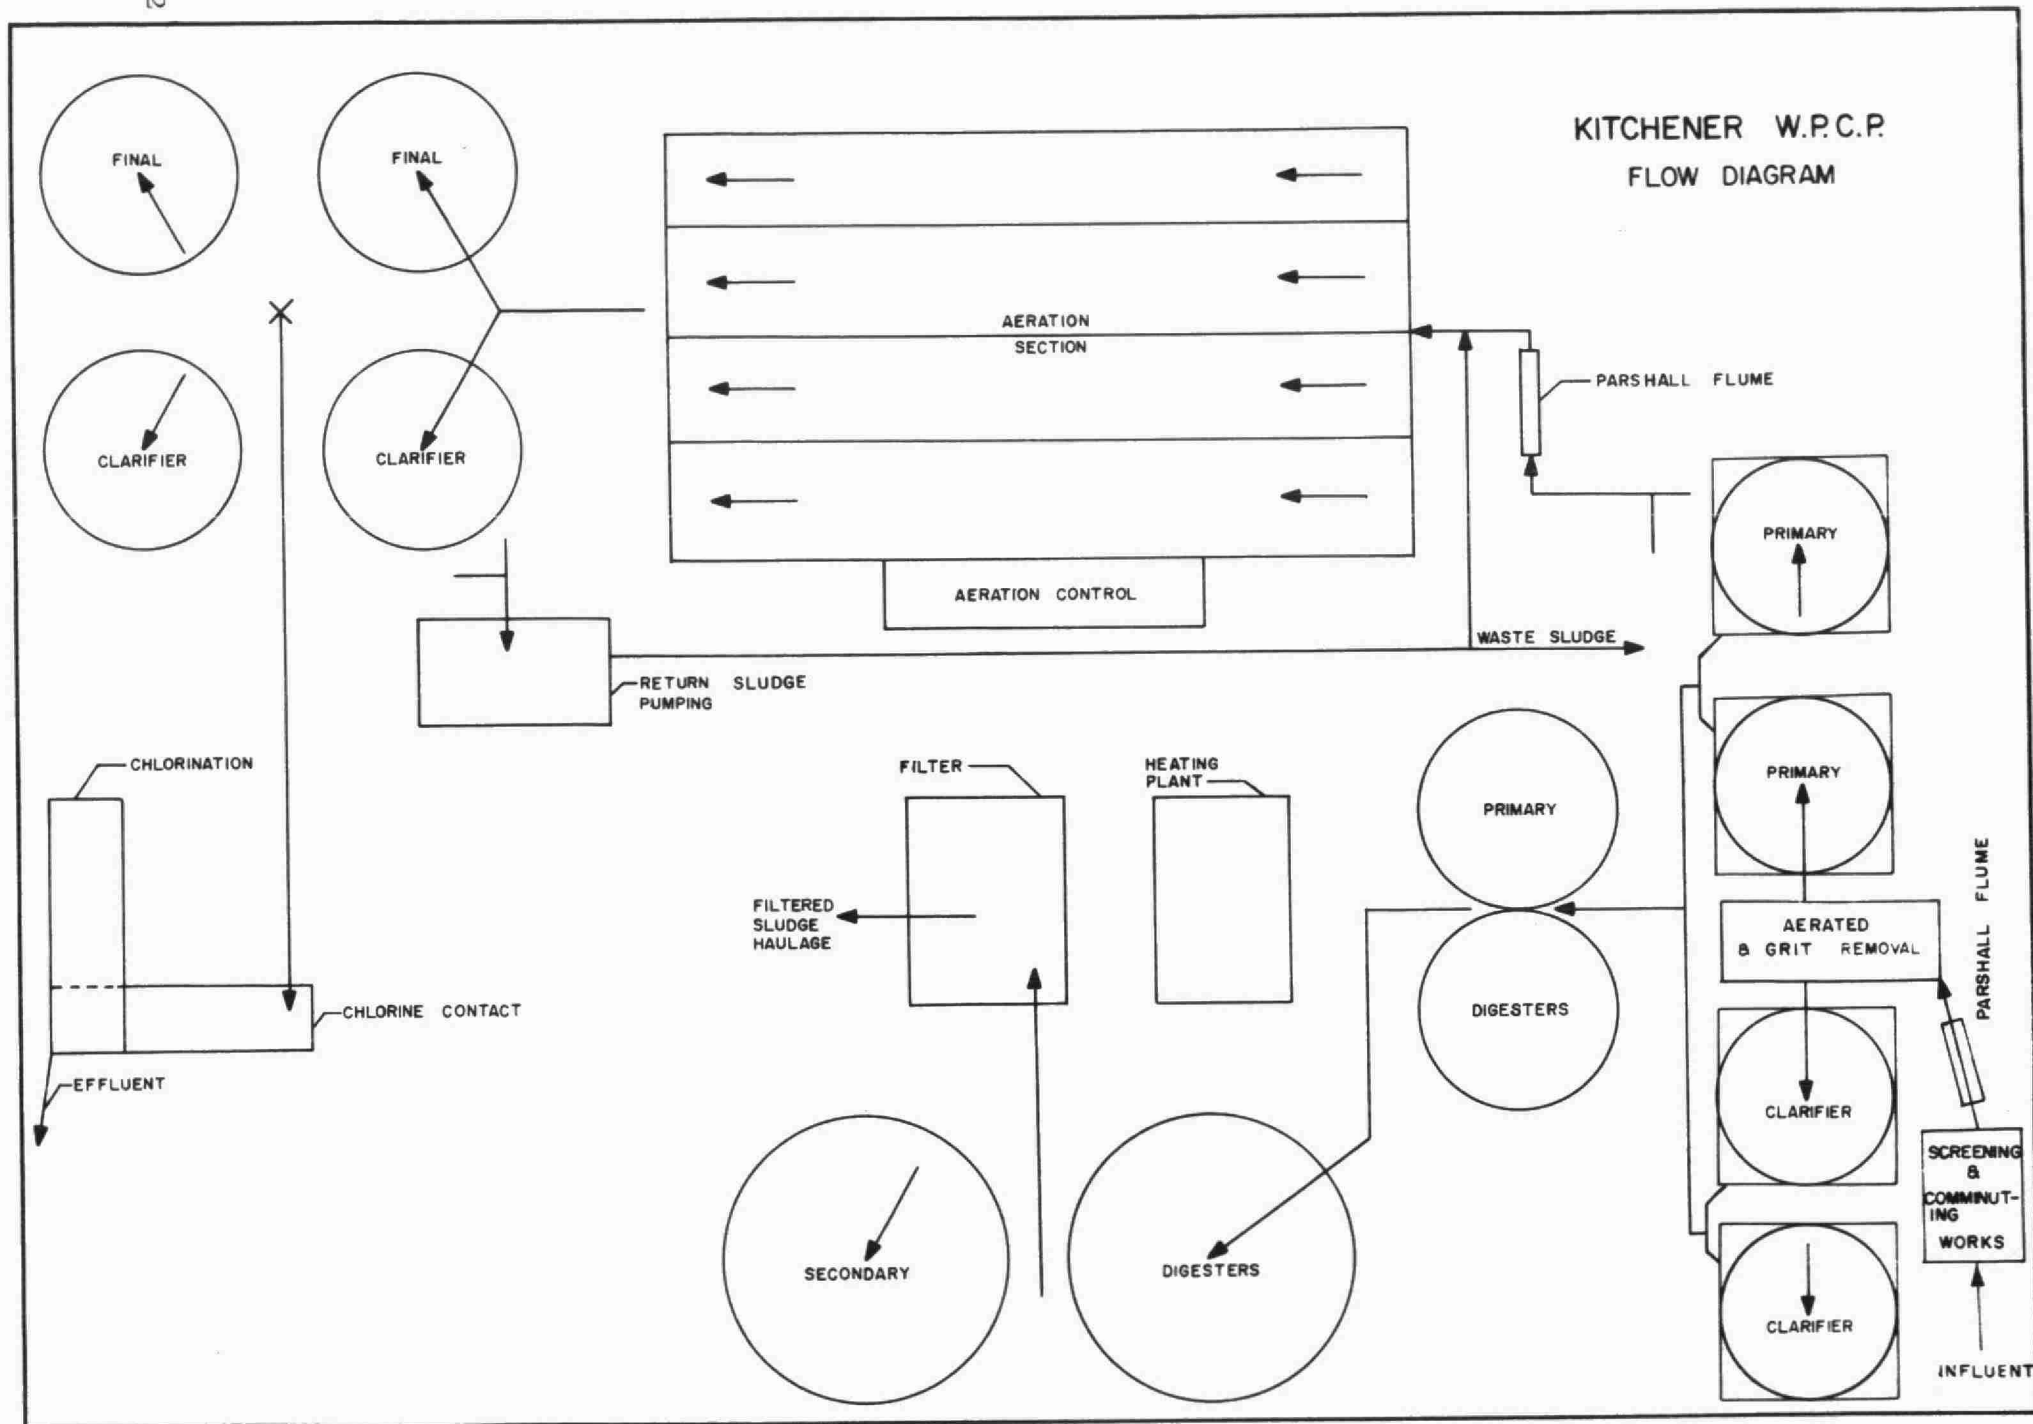 2
KITCHENER W.P.C.P.
FLOW DIAGRAM
FINAL
FINAL
AERATION
SECTION
PARSHALL FLUME
CLARIFIER
CLARIFIER
PRIMARY
AERATION CONTROL
WASTE SLUDGE
RETURN SLUDGE
PUMPING
CHLORINATION
FILTER
HEATING
PLANT
PRIMARY
PRIMARY
PARSHALL FLUME
FILTERED
SLUDGE
HAULAGE
AERATED
& GRIT REMOVAL
CHLORINE CONTACT
DIGESTERS
EFFLUENT
CLARIFIER
SCREENING
&
COMMINUT-
ING
WORKS
SECONDARY
DIGESTERS
CLARIFIER
INFLUENT